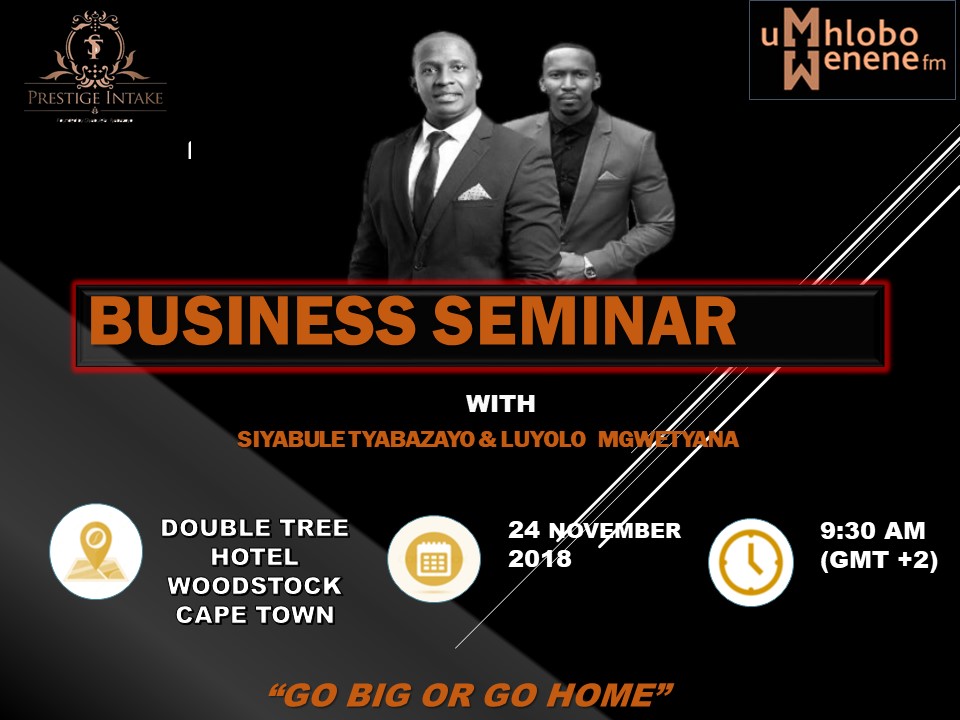 ST
PRESTIGE INTAKE
&
uMhlobo
Wenene fm
BUSINESS SEMINAR
WITH
SIYABULE TYABAZAYO & LUYOLO MGWETYANA
DOUBLE TREE
HOTEL
WOODSTOCK
CAPE TOWN
24 NOVEMBER
2018
9:30 AM
(GMT +2)
“GO BIG OR GO HOME”